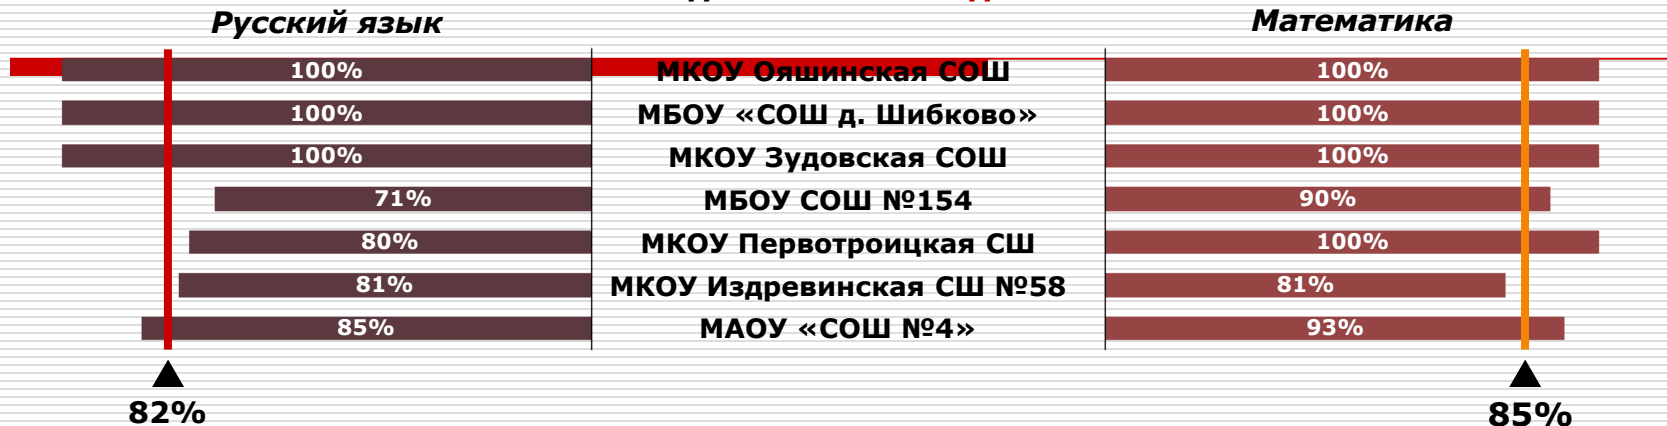 Русский язык
Математика
100% МКОУ Ояшинская СОШ 100%
100% МБОУ «СОШ д. Шибково» 100%
100% МКОУ Зудовская СОШ 100%
71% МБОУ СОШ №154 90%
80% МКОУ Первотроицкая СШ 100%
81% МКОУ Издревинская СШ №58 81%
85% МАОУ «СОШ №4» 93%
82%
85%